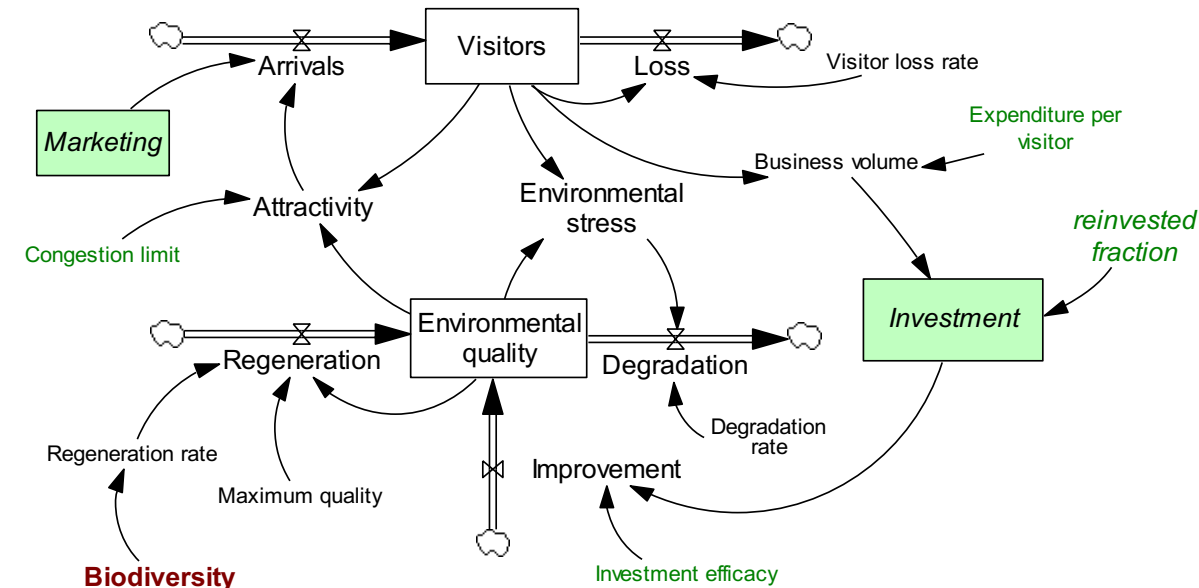 Visitors
Arrivals
Loss
Visitor loss rate
Marketing
Expenditure per
visitor
Business volume
Attractivity
Environmental
stress
Congestion limit
reinvested
fraction
Environmental
quality
Investment
Regeneration
Degradation
Degradation
rate
Regeneration rate
Improvement
Maximum quality
Biodiversity
Investment efficacy